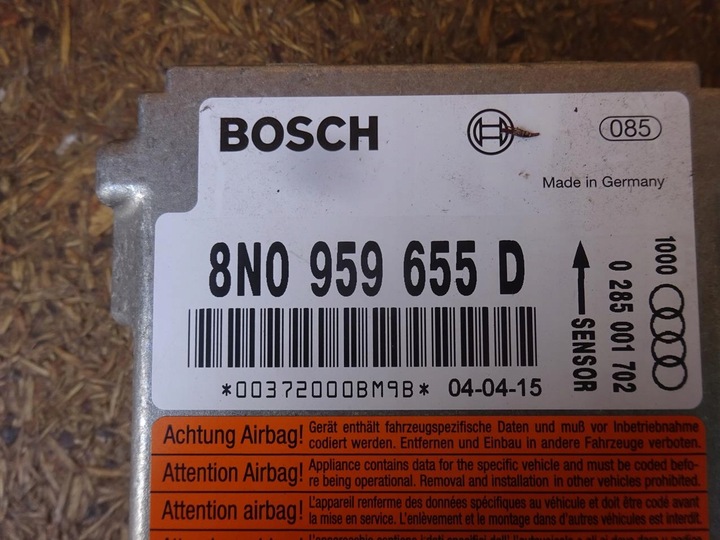 BOSCH
085
Made in Germany
8N0 959 655 D
*00372000BM9B* 04-04-15
SENSOR
0 285 001 702
1000
Achtung Airbag! Gerät enthält fahrzeugspezifische Daten und muß vor Inbetriebnahme
codiert werden. Entfernen und Einbau in andere Fahrzeuge verboten.
Attention Airbag! Appliance contains data for the specific vehicle and must be coded befo-
re being operational. Removal and installation in other vehicles prohibited.
Attention airbag! L'appareil renferme des données spécifiques au véhicule et doit être codé avant
la mise en service. L'enlèvement et le montage dans d'autres véhicules est interdit.